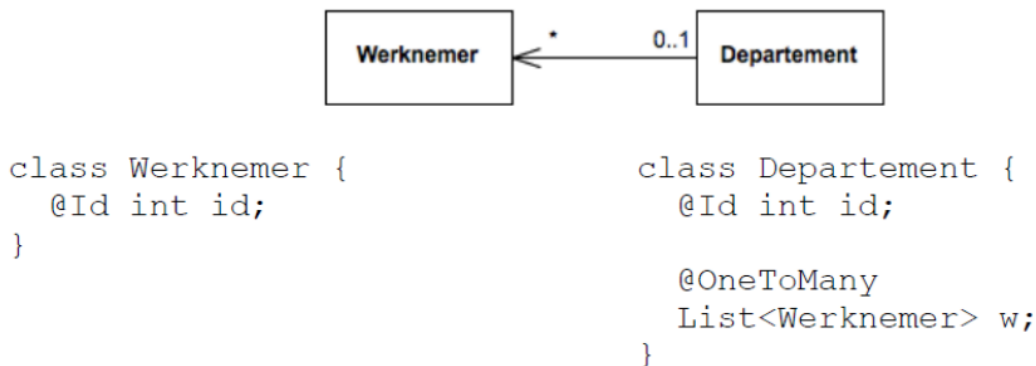 Werknemer
*
0..1
Departement
class Werknemer {
@Id int id;
}
class Departement {
@Id int id;
@OneToMany
List<Werknemer> w;
}